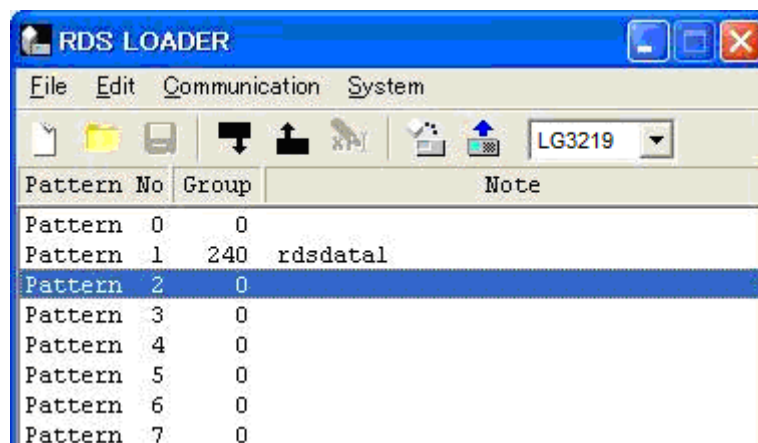 RDS LOADER
File Edit Communication System
LG3219
Pattern No Group Note
Pattern 0 0
Pattern 1 240 rdsdata1
Pattern 2 0
Pattern 3 0
Pattern 4 0
Pattern 5 0
Pattern 6 0
Pattern 7 0